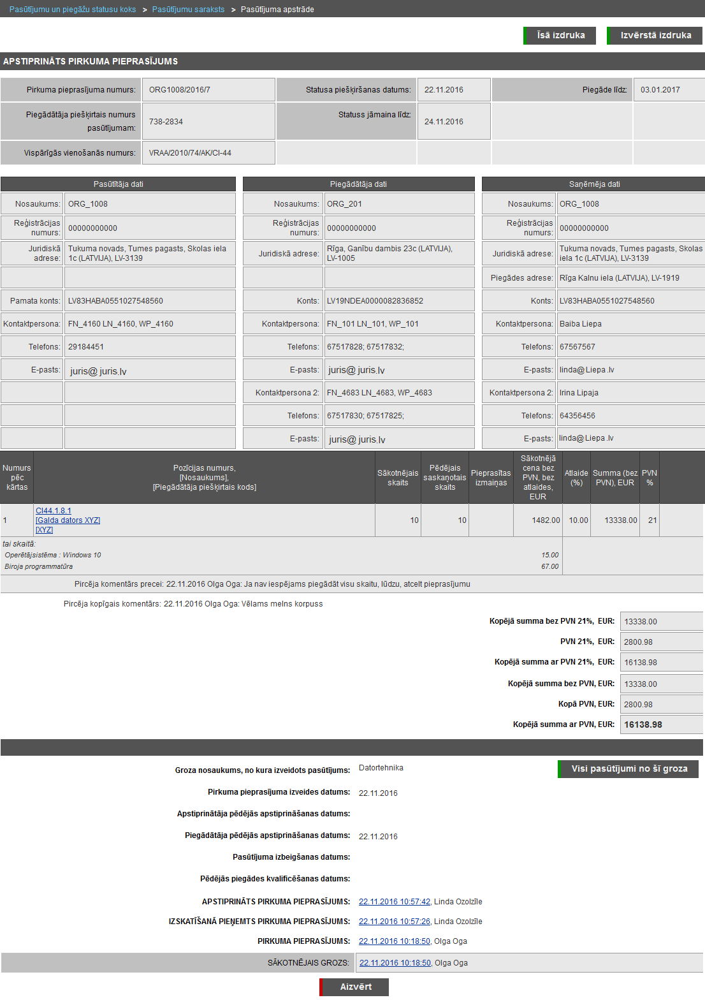 Pasūtījumu un piegāžu statusu koks > Pasūtījumu saraksts > Pasūtījuma apstrāde
Īsā izdruka Izvērstā izdruka
APSTIPRINĀTS PIRKUMA PIEPRASĪJUMS
Pirkuma pieprasījuma numurs: ORG1008/2016/7 Statusa piešķiršanas datums: 22.11.2016 Piegāde līdz: 03.01.2017
Piegādātāja piešķirtais numurs pasūtījumam: 738-2834 Statuss jāmaina līdz: 24.11.2016
Vispārīgās vienošanās numurs: VRAA/2010/74/AK/CI-44
Pasūtītāja dati
Nosaukums: ORG_1008
Reģistrācijas numurs: 00000000000
Juridiskā adrese: Tukuma novads, Tumes pagasts, Skolas iela
1c (LATVIJA), LV-3139
Pamata konts: LV83HABA0551027548560
Kontaktpersona: FN_4160 LN_4160, WP_4160
Telefons: 29184451
E-pasts: juris@ juris.lv
Piegādātāja dati
Nosaukums: ORG_201
Reģistrācijas numurs: 00000000000
Juridiskā adrese: Rīga, Ganību dambis 23c (LATVIJA),
LV-1005
Konts: LV19NDEA0000082836852
Kontaktpersona: FN_101 LN_101, WP_101
Telefons: 67517828; 67517832;
E-pasts: juris@ juris.lv
Kontaktpersona 2: FN_4683 LN_4683, WP_4683
Telefons: 67517830; 67517825;
E-pasts: juris@ juris.lv
Saņēmēja dati
Nosaukums: ORG_1008
Reģistrācijas numurs: 00000000000
Juridiskā adrese: Tukuma novads, Tumes pagasts, Skolas
iela 1c (LATVIJA), LV-3139
Piegādes adrese: Rīga Kalnu iela (LATVIJA), LV-1919
Konts: LV83HABA0551027548560
Kontaktpersona: Baiba Liepa
Telefons: 67567567
E-pasts: linda@Liepa .lv
Kontaktpersona 2: Irina Lipaja
Telefons: 64356456
E-pasts: linda@Liepa .lv
Numurs pēc kārtas
Pozīcijas numurs,
[Nosaukums],
[Piegādātāja piešķirtais kods]
Sākotnējais skaits
Pēdējais saskaņotais skaits
Pieprasītas izmaiņas
Sākotnējā cena bez PVN, bez atlaides, EUR
Atlaide (%)
Summa (bez PVN), EUR
PVN %
1 CI44.1.8.1
[Galda dators XYZ]
[XYZ]
10 10 1482.00 10.00 13338.00 21
tai skaitā:
Operētājsistēma : Windows 10 15.00
Biroja programmatūra 67.00
Pircēja komentārs precei: 22.11.2016 Olga Oga: Ja nav iespējams piegādāt visu skaitu, lūdzu, atcelt pieprasījumu
Pircēja kopīgais komentārs: 22.11.2016 Olga Oga: Vēlams melns korpuss
Kopējā summa bez PVN 21%, EUR: 13338.00
PVN 21%, EUR: 2800.98
Kopējā summa ar PVN 21%, EUR: 16138.98
Kopējā summa bez PVN, EUR: 13338.00
Kopā PVN, EUR: 2800.98
Kopējā summa ar PVN, EUR: 16138.98
Groza nosaukums, no kura izveidots pasūtījums: Datortehnika Visi pasūtījumi no šī groza
Pirkuma pieprasījuma izveides datums: 22.11.2016
Apstiprinātāja pēdējās apstiprināšanas datums:
Piegādātāja pēdējās apstiprināšanas datums: 22.11.2016
Pasūtījuma izbeigšanas datums:
Pēdējās piegādes kvalificēšanas datums:
APSTIPRINĀTS PIRKUMA PIEPRASĪJUMS: 22.11.2016 10:57:42, Linda Ozolzīle
IZSKATĪŠANĀ PIEŅEMTS PIRKUMA PIEPRASĪJUMS: 22.11.2016 10:57:26, Linda Ozolzīle
PIRKUMA PIEPRASĪJUMS: 22.11.2016 10:18:50, Olga Oga
SĀKOTNĒJAIS GROZS: 22.11.2016 10:18:50, Olga Oga
Aizvērt